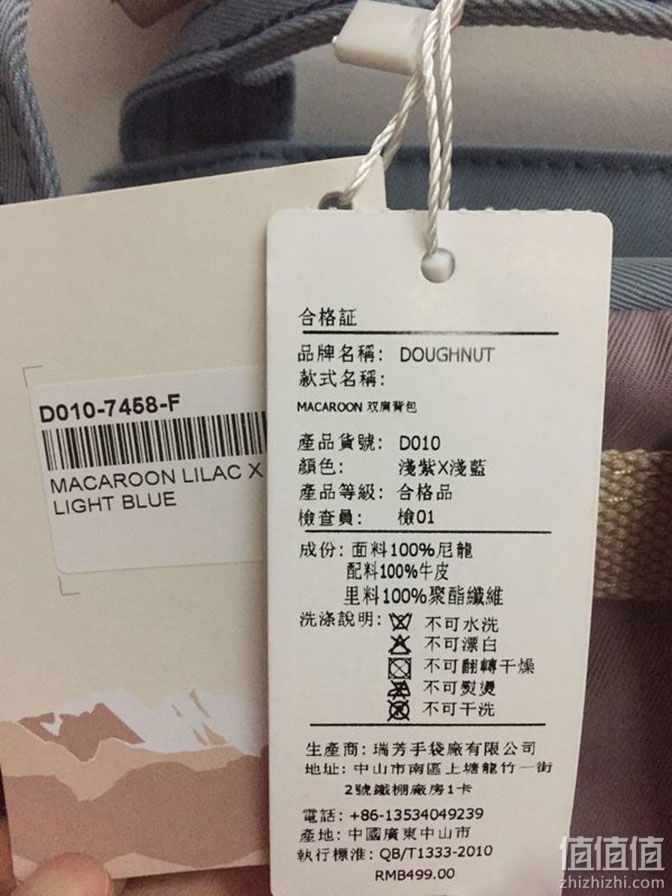 D010-7458-F
MACAROON LILAC X
LIGHT BLUE
合格証
品牌名稱: DOUGHNUT
款式名稱:
MACAROON 双肩背包
產品貨號: D010
顏色: 淺紫X淺藍
產品等級: 合格品
檢查員: 檢01
成份: 面料100%尼龍
配料100%牛皮
里料100%聚酯纖維
洗滌說明: 不可水洗
不可漂白
不可翻轉干燥
不可熨燙
不可干洗
生產商: 瑞芳手袋廠有限公司
地址: 中山市南區上塘龍竹一街
2號鐵棚廠房1卡
電話: +86-13534049239
產地: 中國廣東中山市
執行標準: QB/T1333-2010
RMB499.00
值值值
zhizhizhi.com